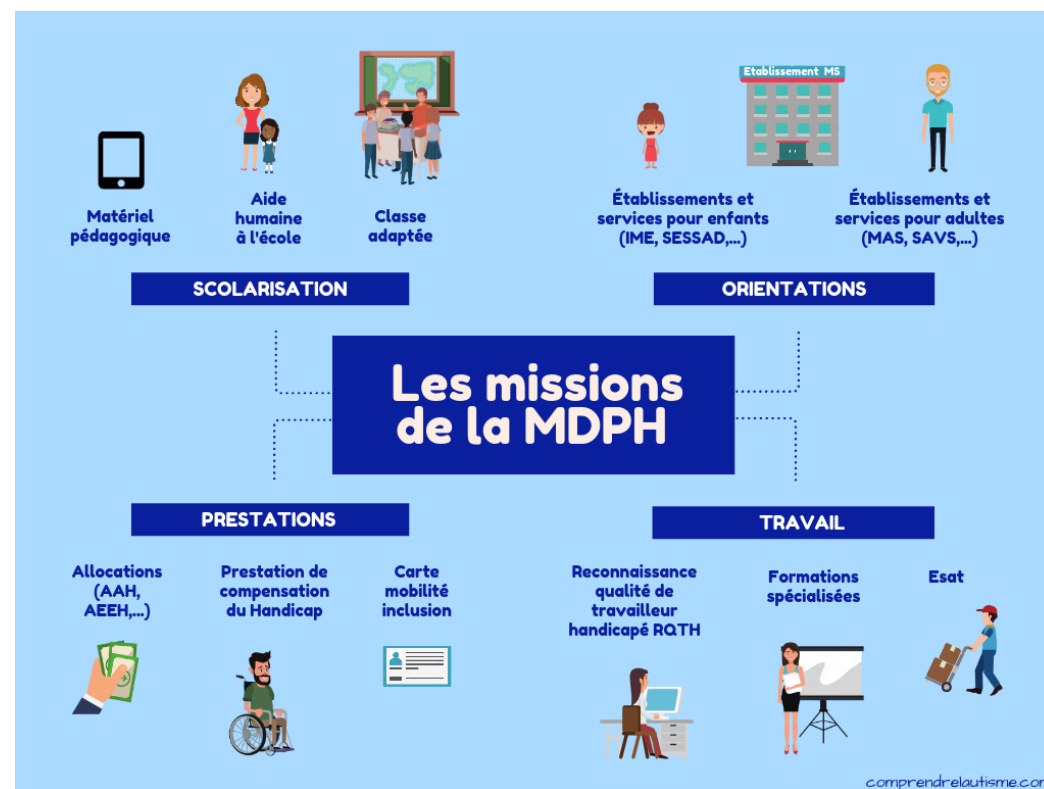 Etablissement MS
Matériel
pédagogique
Aide
humaine
à l'école
Classe
adaptée
SCOLARISATION
Établissements et
services pour enfants
(IME, SESSAD,...)
Établissements et
services pour adultes
(MAS, SAVS,...)
ORIENTATIONS
Les missions
de la MDPH
PRESTATIONS
Allocations
(AAH,
AEEH,...)
Prestation de
compensation
du Handicap
Carte
mobilité
inclusion
TRAVAIL
Reconnaissance
qualité de
travailleur
handicapé RQTH
Formations
spécialisées
Esat
comprendrelautisme.com